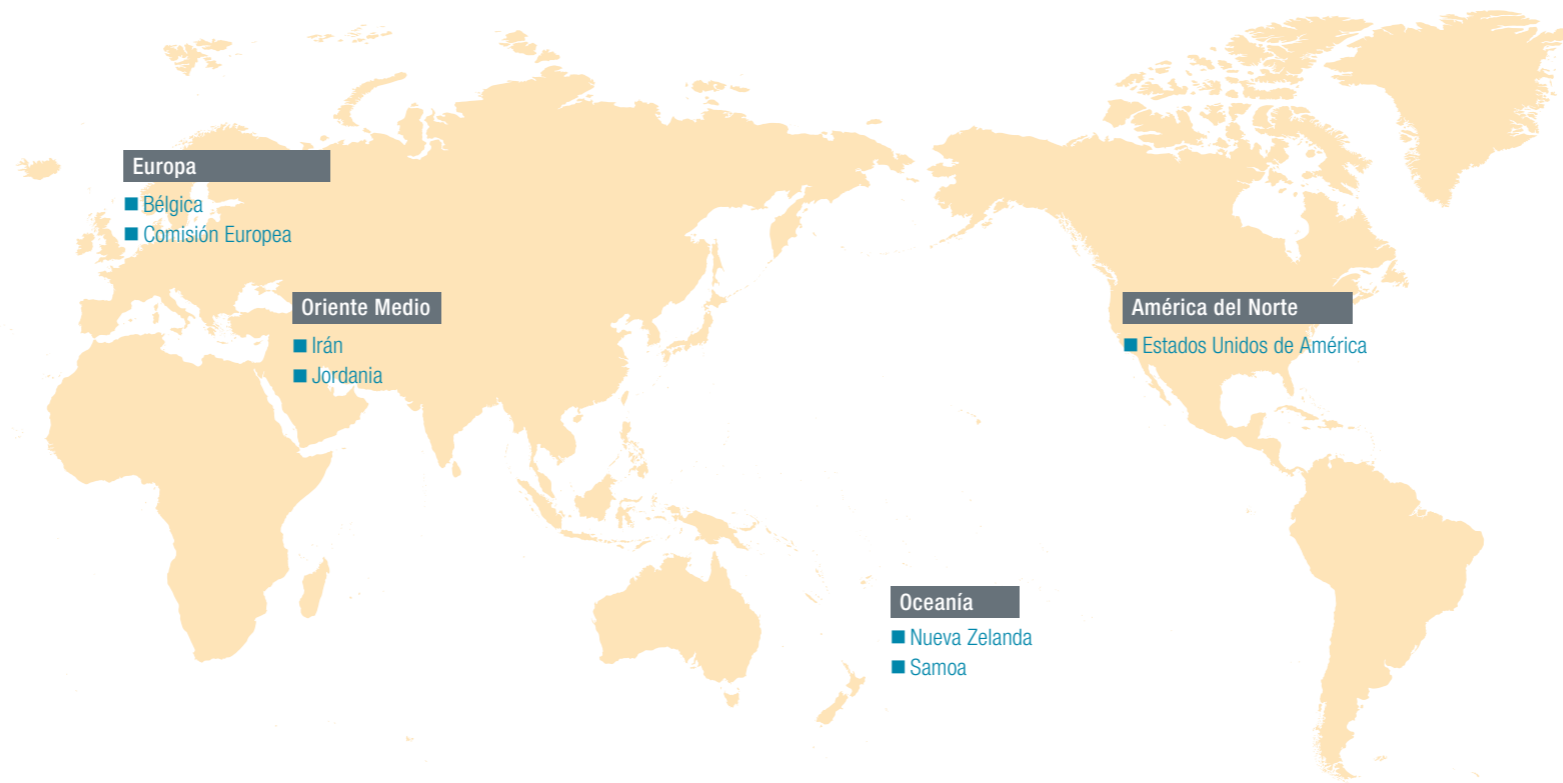 Europa
■ Bélgica
■ Comisión Europea
Oriente Medio
■ Irán
■ Jordania
América del Norte
■ Estados Unidos de América
Oceanía
■ Nueva Zelanda
■ Samoa